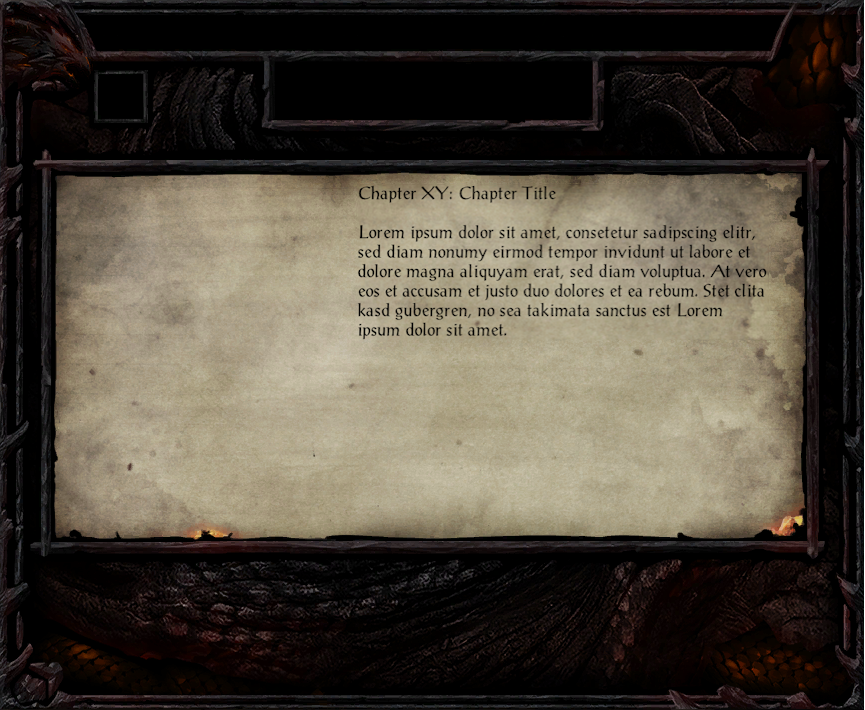 Chapter XY: Chapter Title
Lorem ipsum dolor sit amet, consetetur sadipscing elitr,
sed diam nonumy eirmod tempor invidunt ut labore et
dolore magna aliquyam erat, sed diam voluptua. At vero
eos et accusam et justo duo dolores et ea rebum. Stet clita
kasd gubergren, no sea takimata sanctus est Lorem
ipsum dolor sit amet.